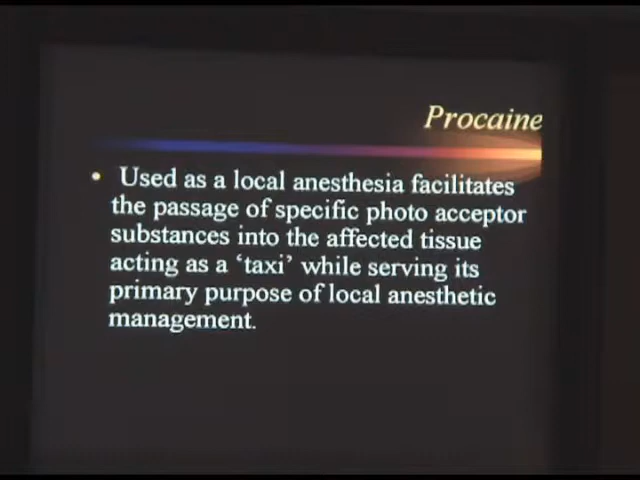 Procaine
• Used as a local anesthesia facilitates
the passage of specific photo acceptor
substances into the affected tissue
acting as a ‘taxi’ while serving its
primary purpose of local anesthetic
management.